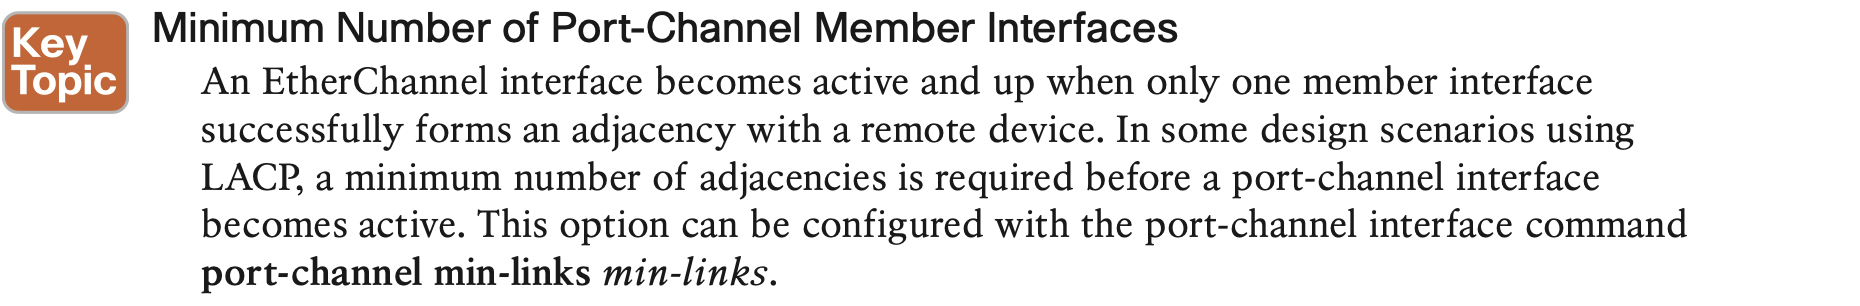 Key
Topic
Minimum Number of Port-Channel Member Interfaces
An EtherChannel interface becomes active and up when only one member interface
successfully forms an adjacency with a remote device. In some design scenarios using
LACP, a minimum number of adjacencies is required before a port-channel interface
becomes active. This option can be configured with the port-channel interface command
port-channel min-links min-links.